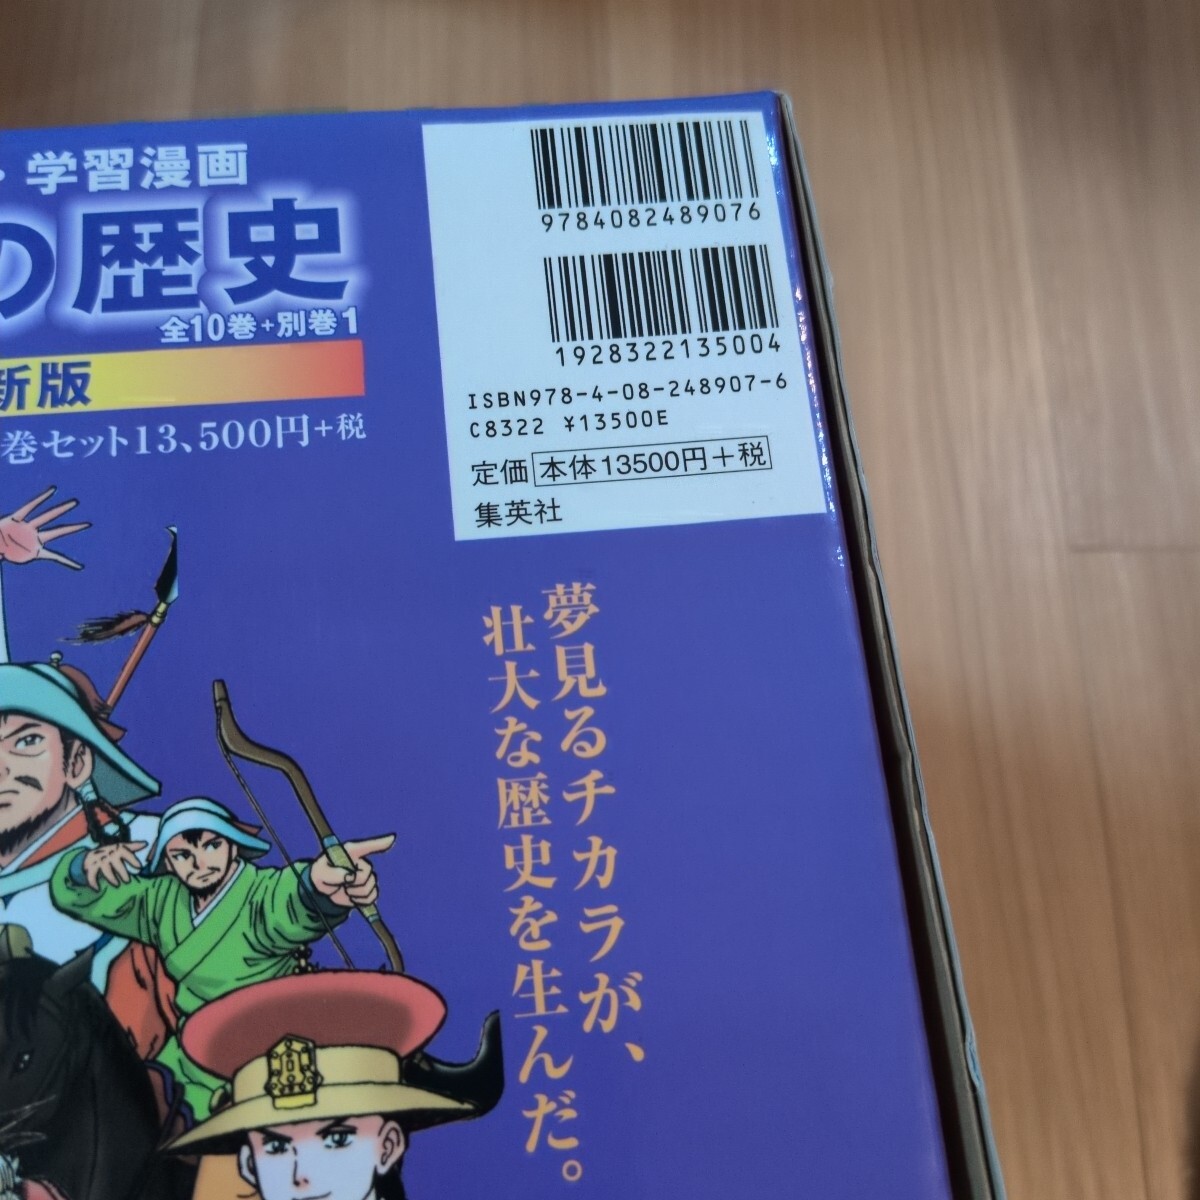 ・学習漫画
の歴史
全10巻+別巻1
新版
巻セット13,500円+税
9784082489076
1928322135004
ISBN978-4-08-248907-6
C8322 ¥13500E
定価 本体13500円+税
集英社
夢見るチカラが、
壮大な歴史を生んだ。